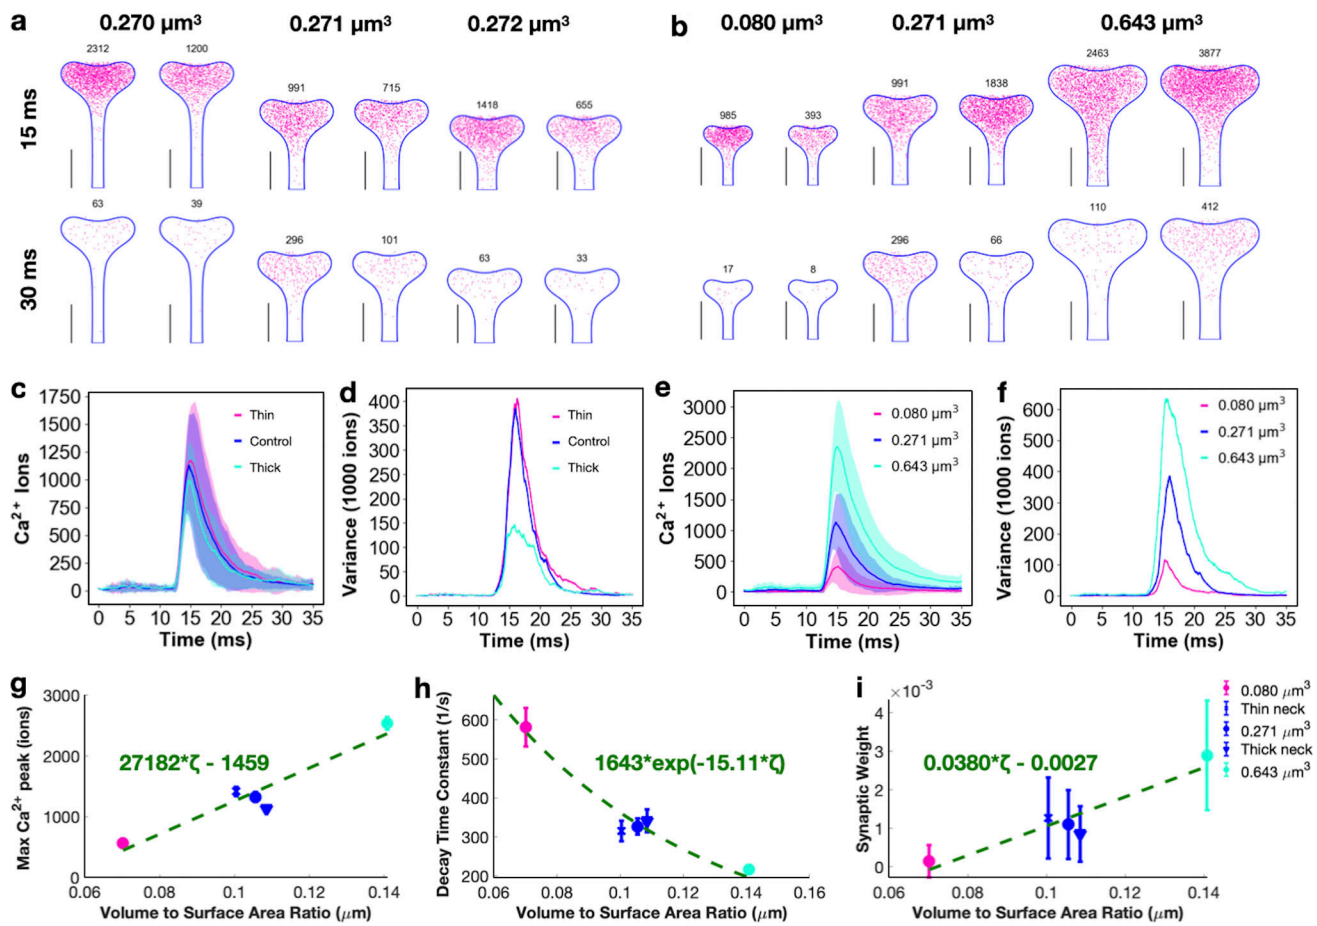 a
0.270 µm³ 0.271 µm³ 0.272 µm³
15 ms
2312 1200 991 715 1418 655
30 ms
63 39 296 101 63 33
b
0.080 µm³ 0.271 µm³ 0.643 µm³
985 393 991 1838 2463 3877
17 8 296 66 110 412
c
Ca²⁺ Ions
1750
1500
1250
1000
750
500
250
0
Thin
Control
Thick
0 5 10 15 20 25 30 35
Time (ms)
d
Variance (1000 ions)
400
350
300
250
200
150
100
50
0
Thin
Control
Thick
0 5 10 15 20 25 30 35
Time (ms)
e
Ca²⁺ Ions
3000
2500
2000
1500
1000
500
0
0.080 µm³
0.271 µm³
0.643 µm³
0 5 10 15 20 25 30 35
Time (ms)
f
Variance (1000 ions)
600
500
400
300
200
100
0
0.080 µm³
0.271 µm³
0.643 µm³
0 5 10 15 20 25 30 35
Time (ms)
g
Max Ca²⁺ peak (ions)
3000
2000
1000
0
27182*ζ - 1459
0.06 0.08 0.1 0.12 0.14
Volume to Surface Area Ratio (µm)
h
Decay Time Constant (1/s)
600
500
400
300
200
1643*exp(-15.11*ζ)
0.06 0.08 0.1 0.12 0.14 0.16
Volume to Surface Area Ratio (µm)
i
×10⁻³
Synaptic Weight
4
3
2
1
0
0.0380*ζ - 0.0027
0.06 0.08 0.1 0.12 0.14
Volume to Surface Area Ratio (µm)
0.080 µm³
Thin neck
0.271 µm³
Thick neck
0.643 µm³